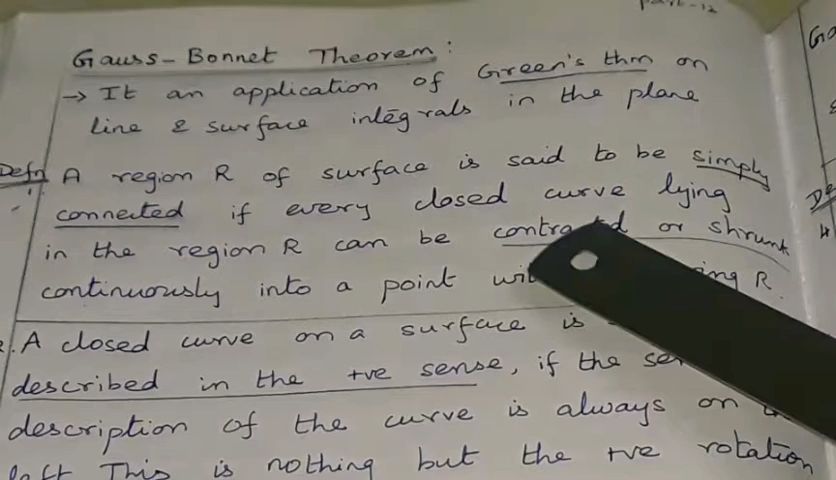 part-12
Gauss-Bonnet Theorem:
→ It an application of Green's thm on
line & surface integrals in the plane
Defn A region R of surface is said to be simply
connected if every closed curve lying
in the region R can be or shrunk
continuously into a point R.
A closed curve on a surface is
described in the +ve sense, if the
description of the curve is always on
left This is nothing but the +ve rotation